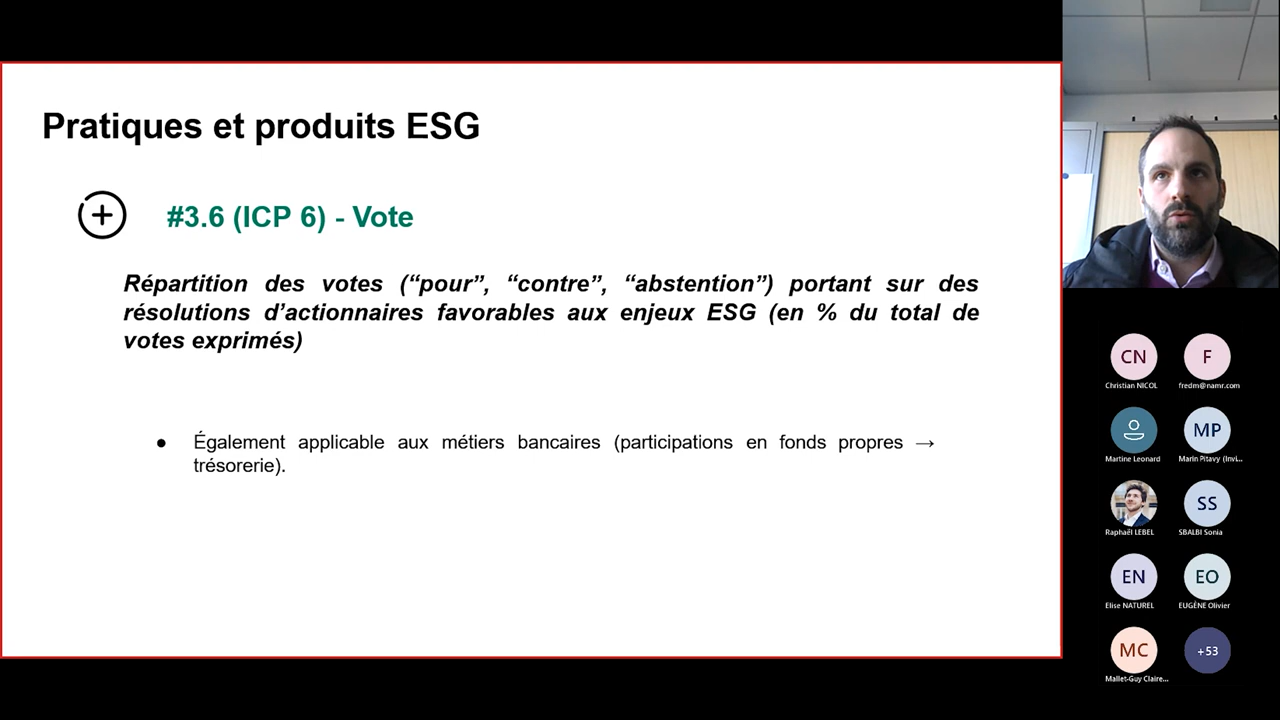 Pratiques et produits ESG
#3.6 (ICP 6) - Vote
Répartition des votes (“pour”, “contre”, “abstention”) portant sur des
résolutions d’actionnaires favorables aux enjeux ESG (en % du total de
votes exprimés)
● Également applicable aux métiers bancaires (participations en fonds propres →
trésorerie).
CN
Christian NICOL
F
fredm@namr.com
Martine Leonard
MP
Marin Pitavy (Invi...
Raphaël LEBEL
SS
SBALBI Sonia
EN
Elise NATUREL
EO
EUGÈNE Olivier
MC
Mallet-Guy Claire...
+53